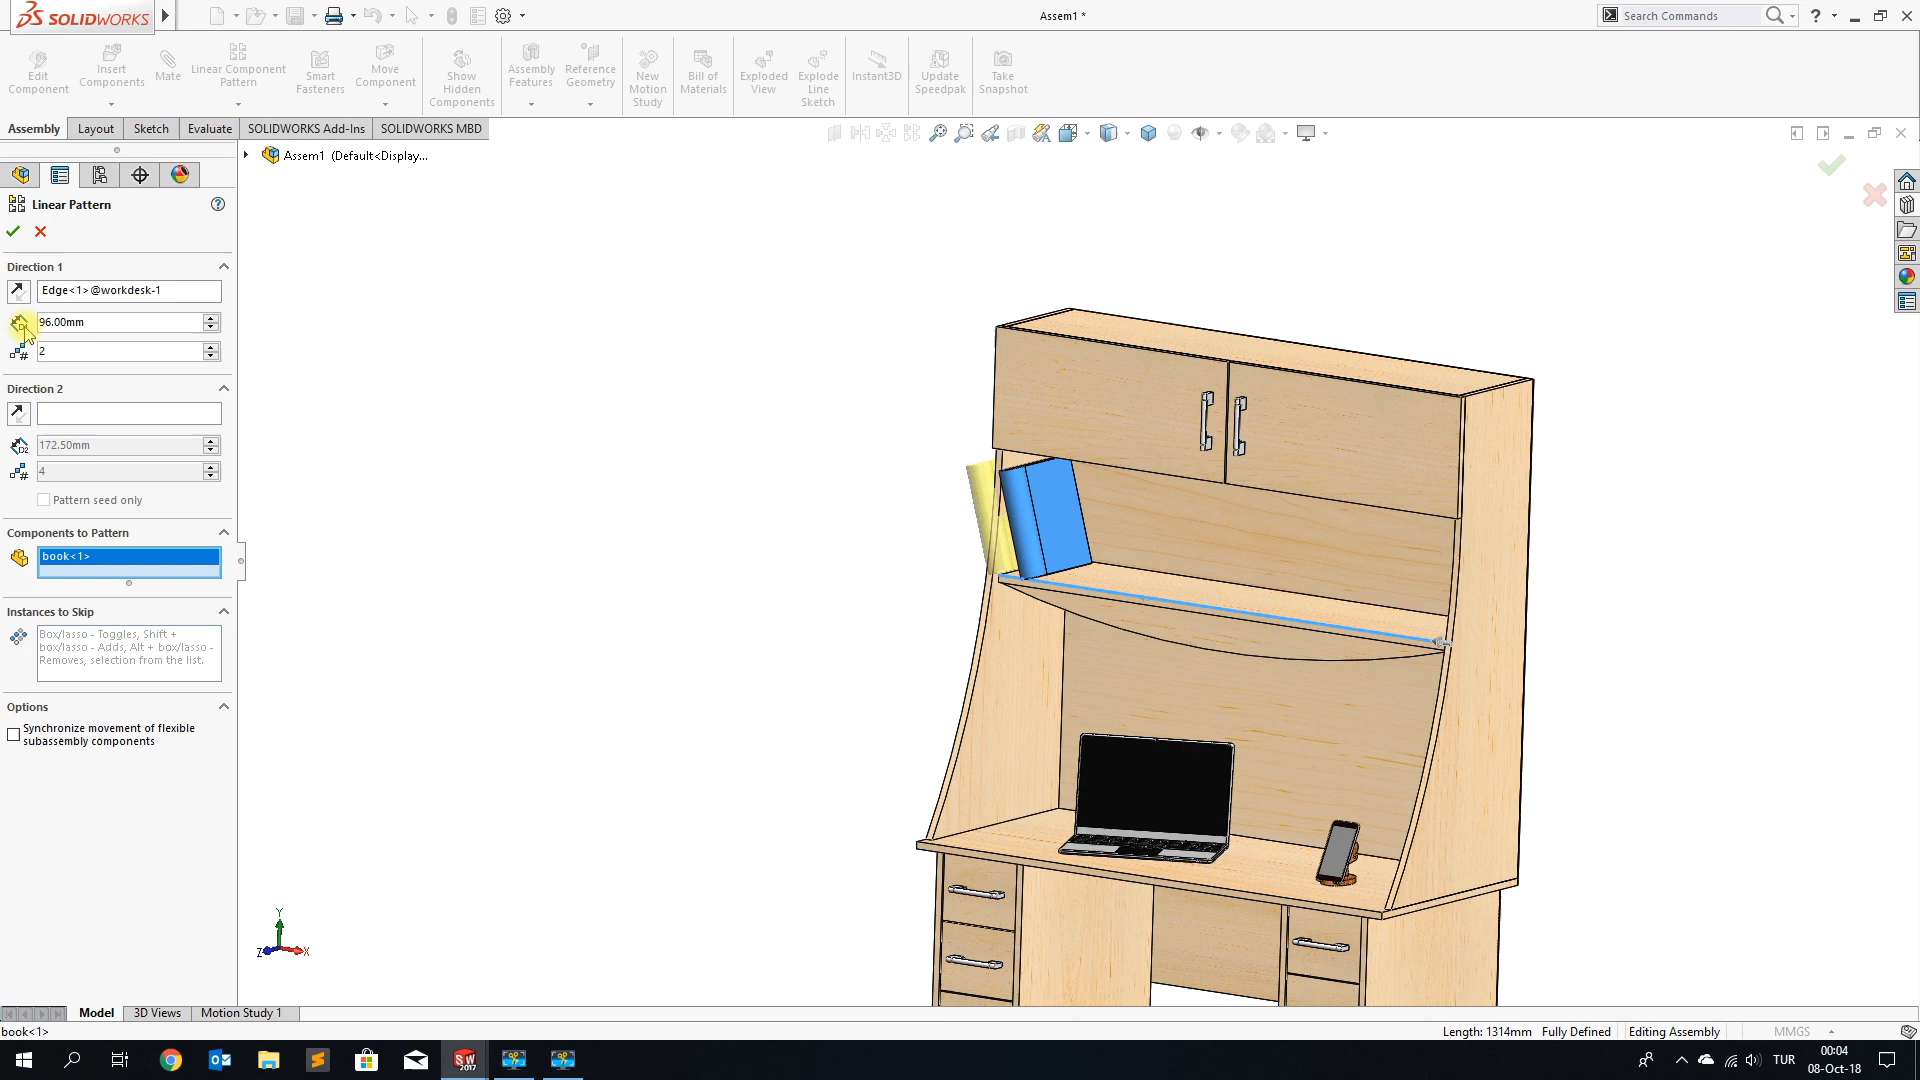 SOLIDWORKS
Assem1 *
Search Commands
Edit Component
Insert Components
Mate
Linear Component Pattern
Smart Fasteners
Move Component
Show Hidden Components
Assembly Features
Reference Geometry
New Motion Study
Bill of Materials
Exploded View
Explode Line Sketch
Instant3D
Update Speedpak
Take Snapshot
Assembly
Layout
Sketch
Evaluate
SOLIDWORKS Add-Ins
SOLIDWORKS MBD
Assem1 (Default<Display...
Linear Pattern
Direction 1
Edge<1>@workdesk-1
96.00mm
2
Direction 2
172.50mm
4
Pattern seed only
Components to Pattern
book<1>
Instances to Skip
Box/lasso - Toggles, Shift +
box/lasso - Adds, Alt + box/lasso -
Removes, selection from the list.
Options
Synchronize movement of flexible
subassembly components
Y
Z
X
Model
3D Views
Motion Study 1
book<1>
Length: 1314mm
Fully Defined
Editing Assembly
MMGS
SW
2017
TUR
00:04
08-Oct-18